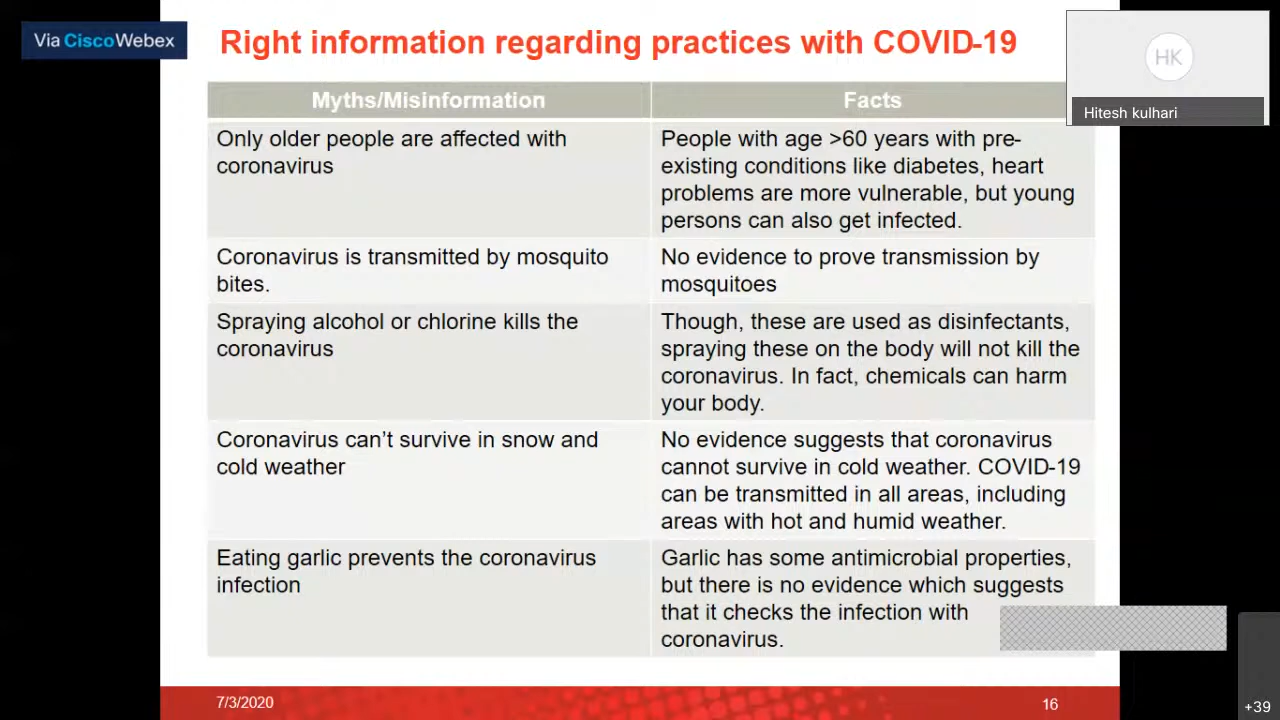 Via Cisco Webex
Right information regarding practices with COVID-19
HK
Hitesh kulhari
Myths/Misinformation
Facts
Only older people are affected with
coronavirus
People with age >60 years with pre-
existing conditions like diabetes, heart
problems are more vulnerable, but young
persons can also get infected.
Coronavirus is transmitted by mosquito
bites.
No evidence to prove transmission by
mosquitoes
Spraying alcohol or chlorine kills the
coronavirus
Though, these are used as disinfectants,
spraying these on the body will not kill the
coronavirus. In fact, chemicals can harm
your body.
Coronavirus can’t survive in snow and
cold weather
No evidence suggests that coronavirus
cannot survive in cold weather. COVID-19
can be transmitted in all areas, including
areas with hot and humid weather.
Eating garlic prevents the coronavirus
infection
Garlic has some antimicrobial properties,
but there is no evidence which suggests
that it checks the infection with
coronavirus.
7/3/2020
16
+39